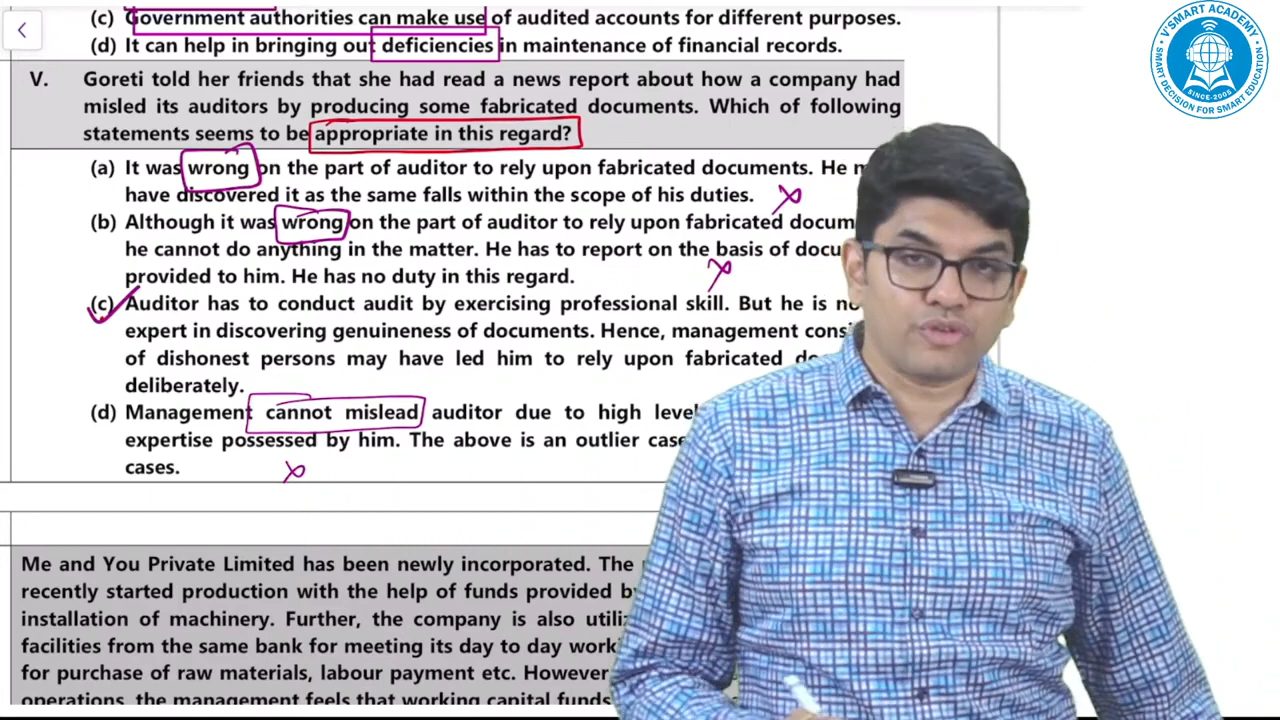 (c) Government authorities can make use of audited accounts for different purposes.
(d) It can help in bringing out deficiencies in maintenance of financial records.
V. Goreti told her friends that she had read a news report about how a company had
misled its auditors by producing some fabricated documents. Which of following
statements seems to be appropriate in this regard?
(a) It was wrong on the part of auditor to rely upon fabricated documents. He
have discovered it as the same falls within the scope of his duties.
(b) Although it was wrong on the part of auditor to rely upon fabricated
he cannot do anything in the matter. He has to report on the basis of
provided to him. He has no duty in this regard.
(c) Auditor has to conduct audit by exercising professional skill. But he is
expert in discovering genuineness of documents. Hence, management
of dishonest persons may have led him to rely upon fabricated
deliberately.
(d) Management cannot mislead auditor due to high
expertise possessed by him. The above is an outlier
cases.
Me and You Private Limited has been newly incorporated. The
recently started production with the help of funds provided
installation of machinery. Further, the company is also
facilities from the same bank for meeting its day to day
for purchase of raw materials, labour payment etc. However
operations, the management feels that working capital funds
V'SMART ACADEMY
SMART DECISION FOR SMART EDUCATION
SINCE-2005